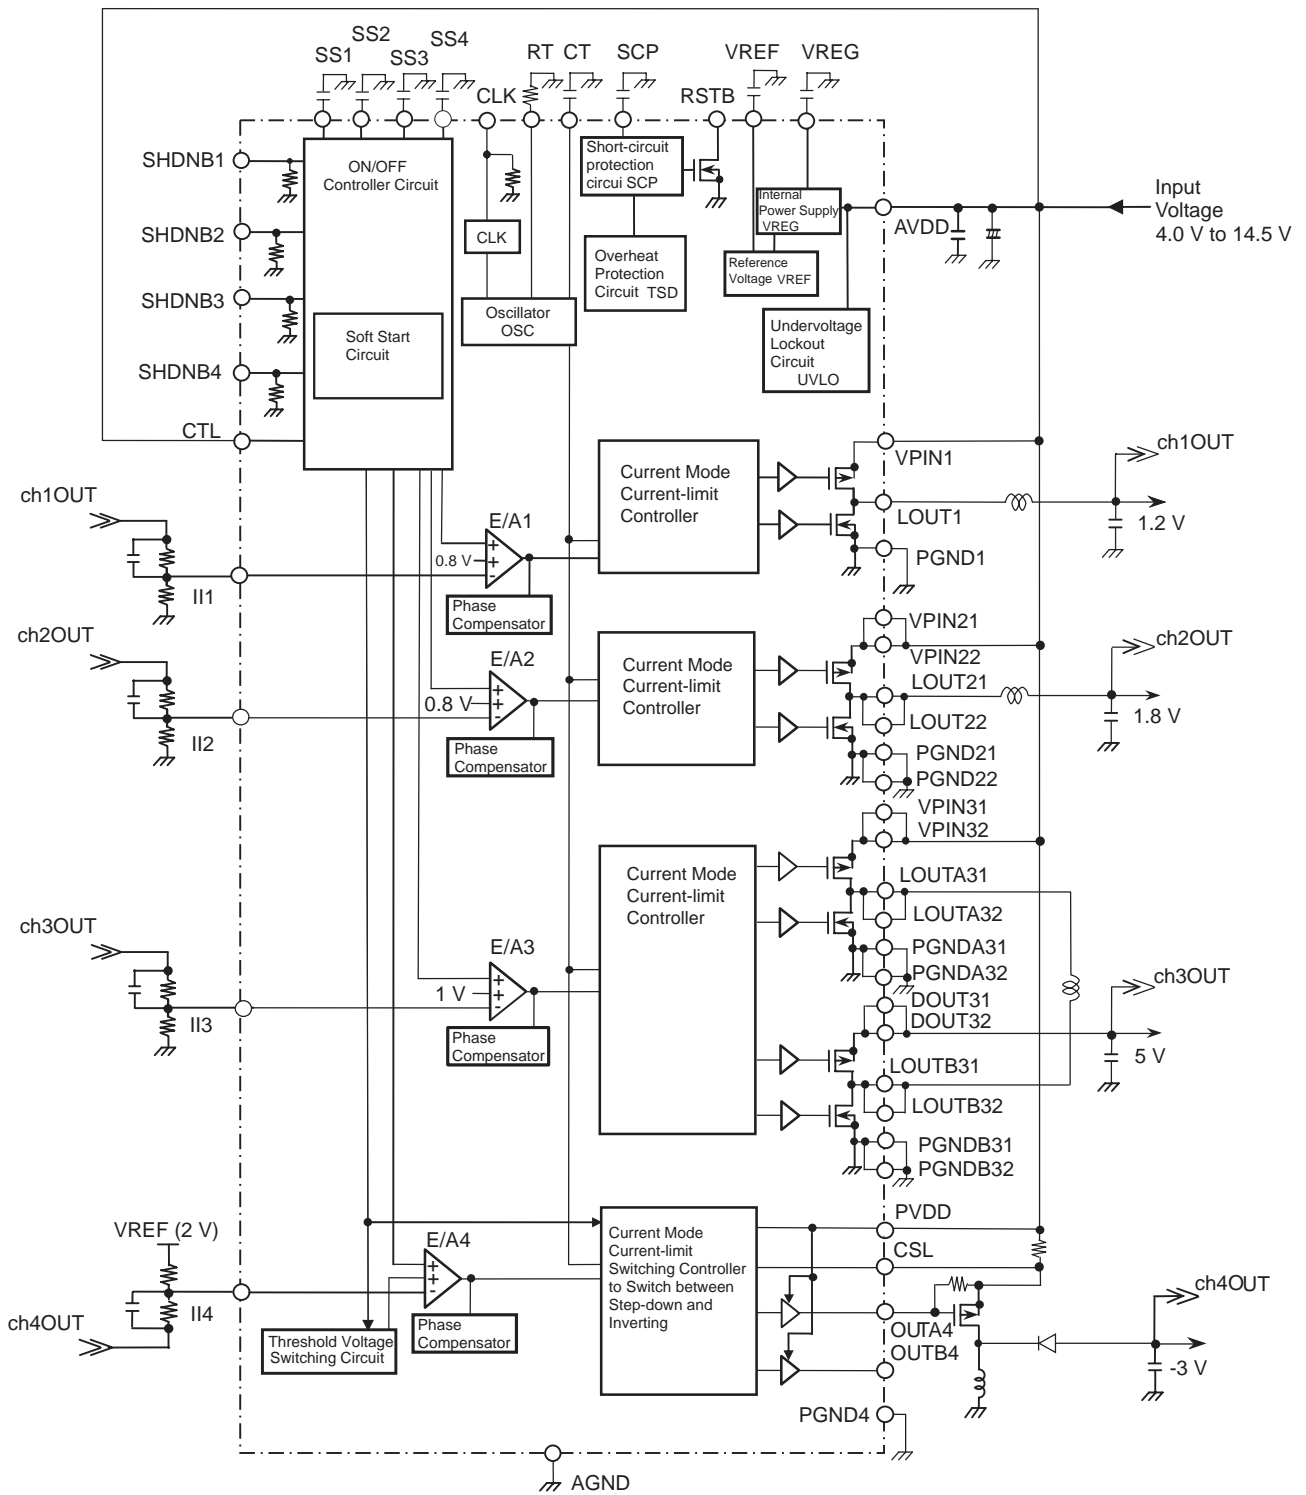 SS1
SS2
SS3
SS4
CLK
RT
CT
SCP
RSTB
VREF
VREG
SHDNB1
SHDNB2
SHDNB3
SHDNB4
CTL
ON/OFF
Controller Circuit
Soft Start
Circuit
CLK
Oscillator
OSC
Short-circuit
protection
circui SCP
Overheat
Protection
Circuit TSD
Internal
Power Supply
VREG
Reference
Voltage VREF
Undervoltage
Lockout
Circuit
UVLO
AVDD
Input
Voltage
4.0 V to 14.5 V
ch1OUT
II1
E/A1
+
0.8 V
+
-
Phase
Compensator
Current Mode
Current-limit
Controller
VPIN1
LOUT1
PGND1
ch1OUT
1.2 V
ch2OUT
II2
E/A2
+
0.8 V
+
-
Phase
Compensator
Current Mode
Current-limit
Controller
VPIN21
VPIN22
LOUT21
LOUT22
PGND21
PGND22
ch2OUT
1.8 V
ch3OUT
II3
E/A3
+
1 V
+
-
Phase
Compensator
Current Mode
Current-limit
Controller
VPIN31
VPIN32
LOUTA31
LOUTA32
PGNDA31
PGNDA32
DOUT31
DOUT32
LOUTB31
LOUTB32
PGNDB31
PGNDB32
ch3OUT
5 V
VREF (2 V)
II4
ch4OUT
Threshold Voltage
Switching Circuit
E/A4
+
+
-
Phase
Compensator
Current Mode
Current-limit
Switching Controller
to Switch between
Step-down and
Inverting
PVDD
CSL
OUTA4
OUTB4
PGND4
ch4OUT
-3 V
AGND